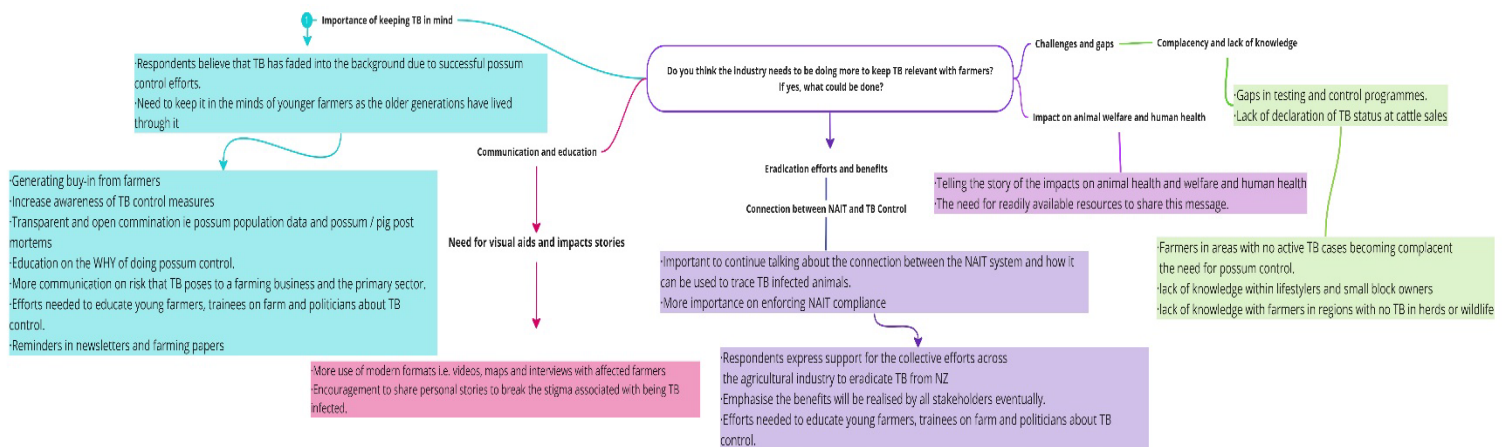 Do you think the industry needs to be doing more to keep TB relevant with farmers?
If yes, what could be done?
1
Importance of keeping TB in mind
·Respondents believe that TB has faded into the background due to successful possum
control efforts.
·Need to keep it in the minds of younger farmers as the older generations have lived
through it
·Generating buy-in from farmers
·Increase awareness of TB control measures
·Transparent and open commination ie possum population data and possum / pig post
mortems
·Education on the WHY of doing possum control.
·More communication on risk that TB poses to a farming business and the primary sector.
·Efforts needed to educate young farmers, trainees on farm and politicians about TB
control.
·Reminders in newsletters and farming papers
Communication and education
Need for visual aids and impacts stories
·More use of modern formats i.e. videos, maps and interviews with affected farmers
·Encouragement to share personal stories to break the stigma associated with being TB
infected.
Eradication efforts and benefits
Connection between NAIT and TB Control
·Important to continue talking about the connection between the NAIT system and how it
can be used to trace TB infected animals.
·More importance on enforcing NAIT compliance
·Respondents express support for the collective efforts across
the agricultural industry to eradicate TB from NZ
·Emphasise the benefits will be realised by all stakeholders eventually.
·Efforts needed to educate young farmers, trainees on farm and politicians about TB
control.
Challenges and gaps
Complacency and lack of knowledge
·Gaps in testing and control programmes.
·Lack of declaration of TB status at cattle sales
·Farmers in areas with no active TB cases becoming complacent
the need for possum control.
·lack of knowledge within lifestylers and small block owners
·lack of knowledge with farmers in regions with no TB in herds or wildlife
Impact on animal welfare and human health
·Telling the story of the impacts on animal health and welfare and human health
·The need for readily available resources to share this message.